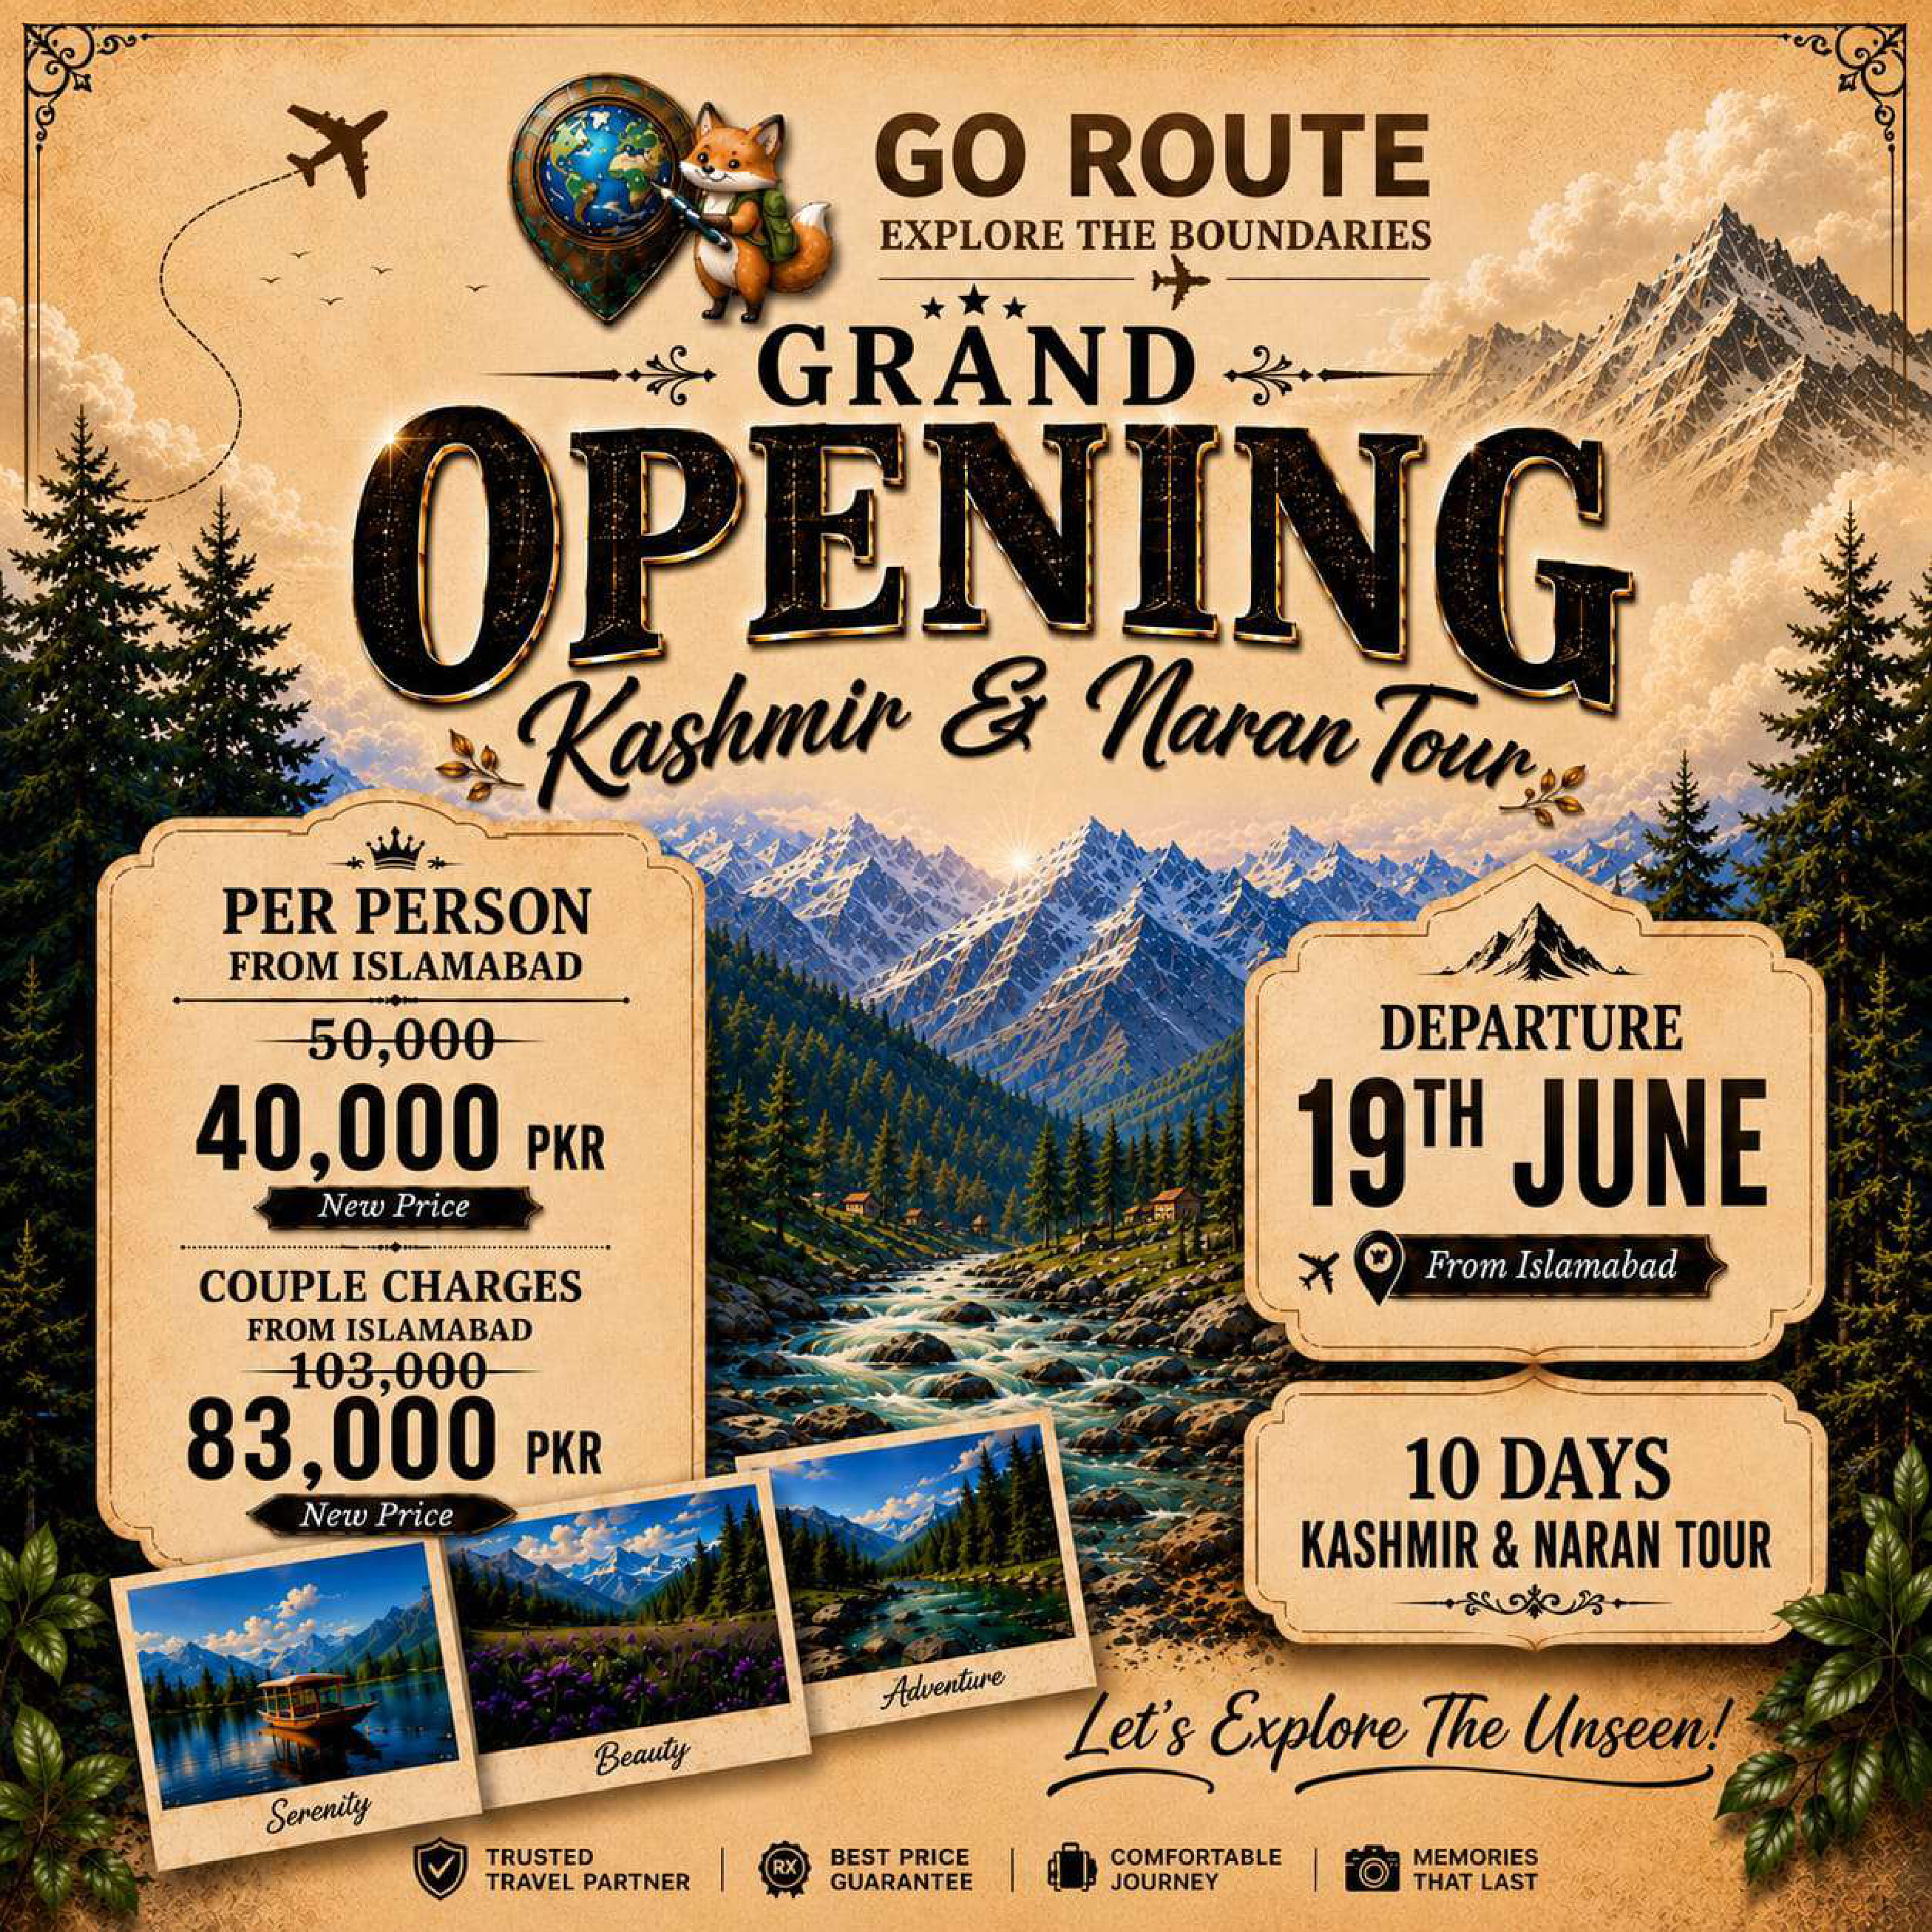 GO ROUTE
EXPLORE THE BOUNDARIES
GRAND
OPENING
Kashmir & Naran Tour
PER PERSON
FROM ISLAMABAD
50,000
40,000 PKR
New Price
COUPLE CHARGES
FROM ISLAMABAD
103,000
83,000 PKR
New Price
DEPARTURE
19TH JUNE
From Islamabad
10 DAYS
KASHMIR & NARAN TOUR
Serenity
Beauty
Adventure
Let's Explore The Unseen!
TRUSTED
TRAVEL PARTNER
RX
BEST PRICE
GUARANTEE
COMFORTABLE
JOURNEY
MEMORIES
THAT LAST